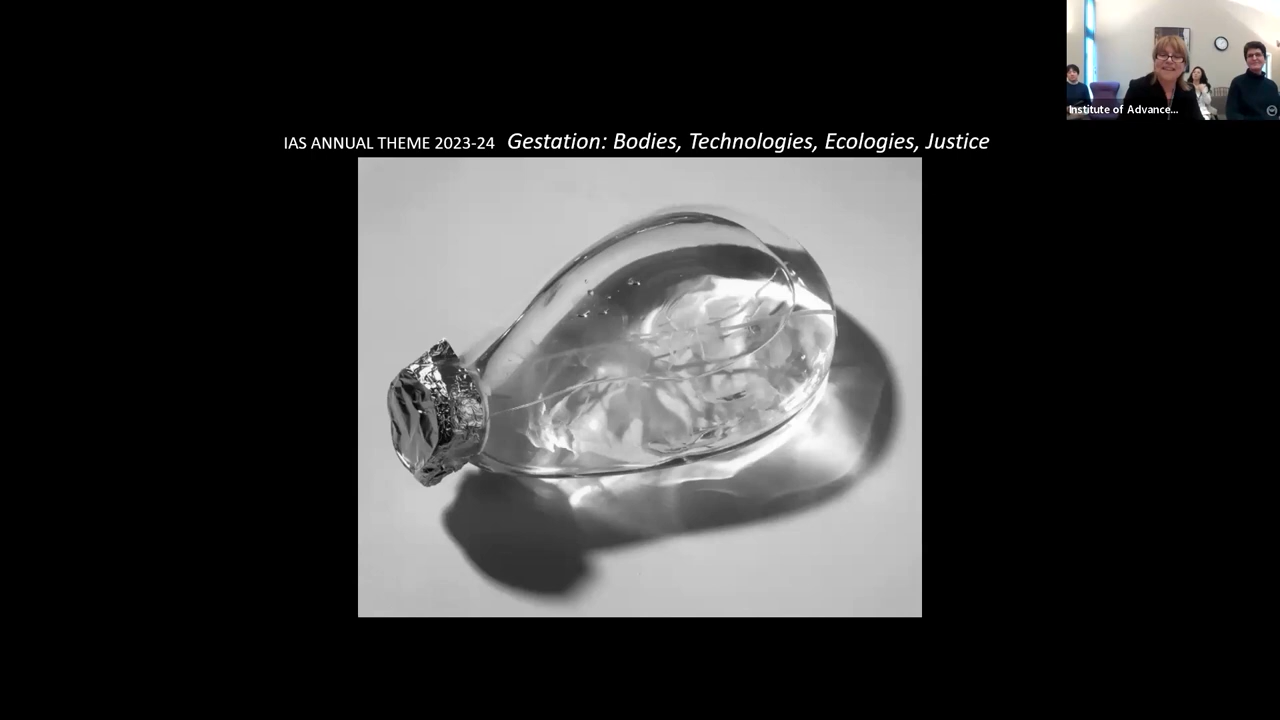 Institute of Advance...
IAS ANNUAL THEME 2023-24 Gestation: Bodies, Technologies, Ecologies, Justice